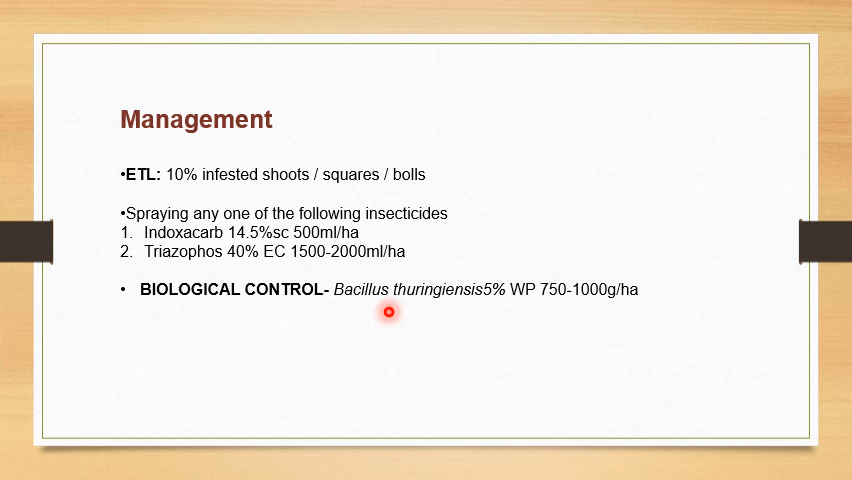 Management
•ETL: 10% infested shoots / squares / bolls
•Spraying any one of the following insecticides
1. Indoxacarb 14.5%sc 500ml/ha
2. Triazophos 40% EC 1500-2000ml/ha
• BIOLOGICAL CONTROL- Bacillus thuringiensis5% WP 750-1000g/ha